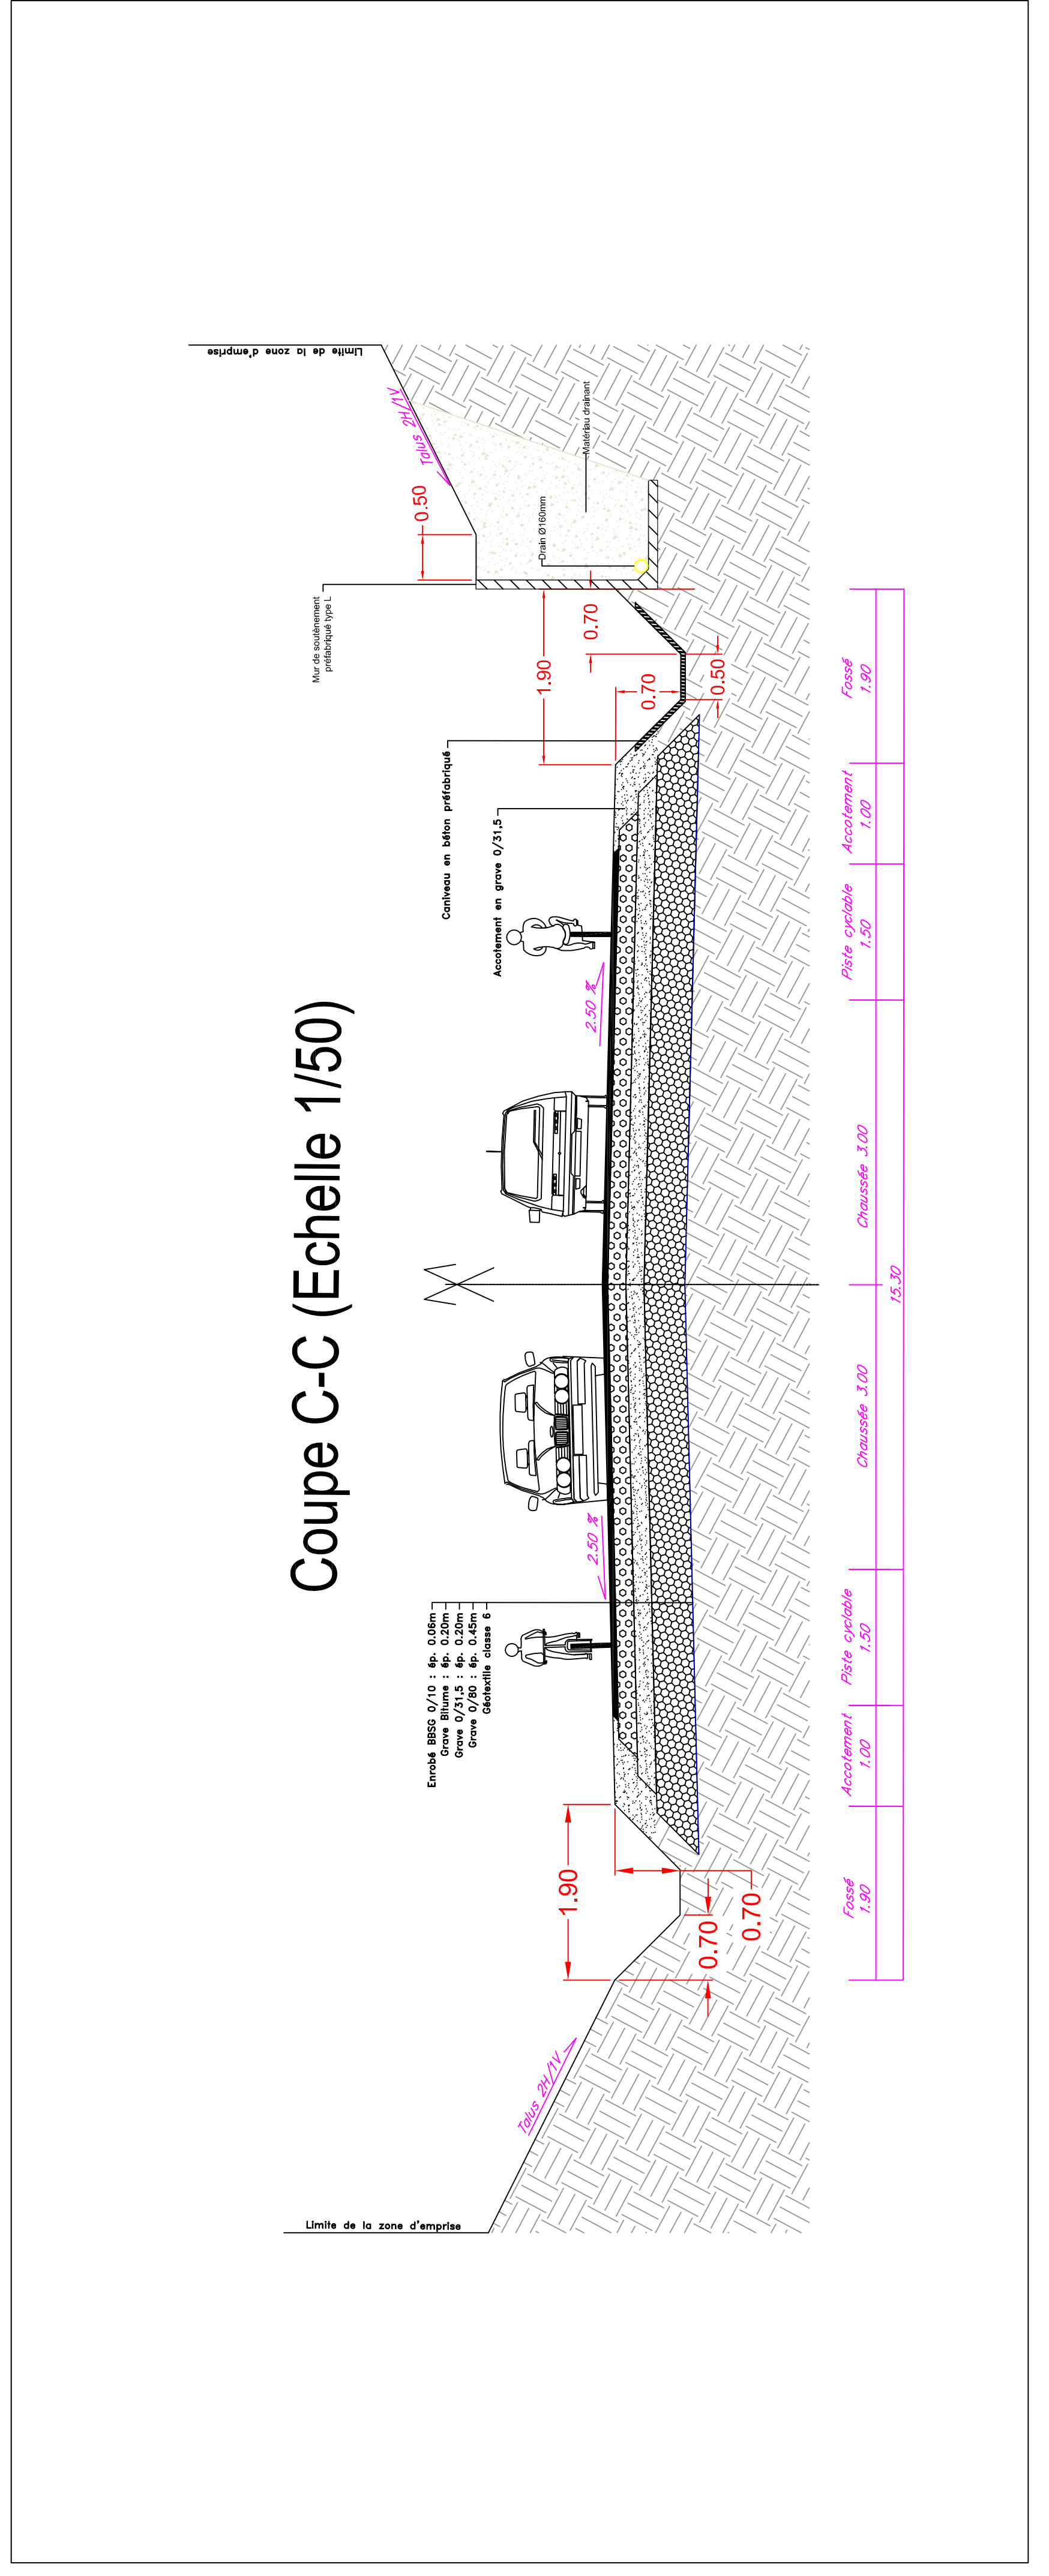 Coupe C-C (Echelle 1/50)
Limite de la zone d'emprise
Talus 2H/1V
1.90
0.70
0.70
Enrobé BBSG 0/10 : ép. 0.06m
Grave Bitume : ép. 0.20m
Grave 0/31,5 : ép. 0.20m
Grave 0/80 : ép. 0.45m
Géotextile classe 6
2.50 %
2.50 %
Accotement en grave 0/31,5
Caniveau en béton préfabriqué
1.90
0.70
0.70
0.50
Mur de soutènement
préfabriqué type L
0.50
Drain Ø160mm
Matériau drainant
Talus 2H/1V
Limite de la zone d'emprise
Fossé
1.90
Accotement
1.00
Piste cyclable
1.50
Chaussée 3.00
Chaussée 3.00
Piste cyclable
1.50
Accotement
1.00
Fossé
1.90
15.30